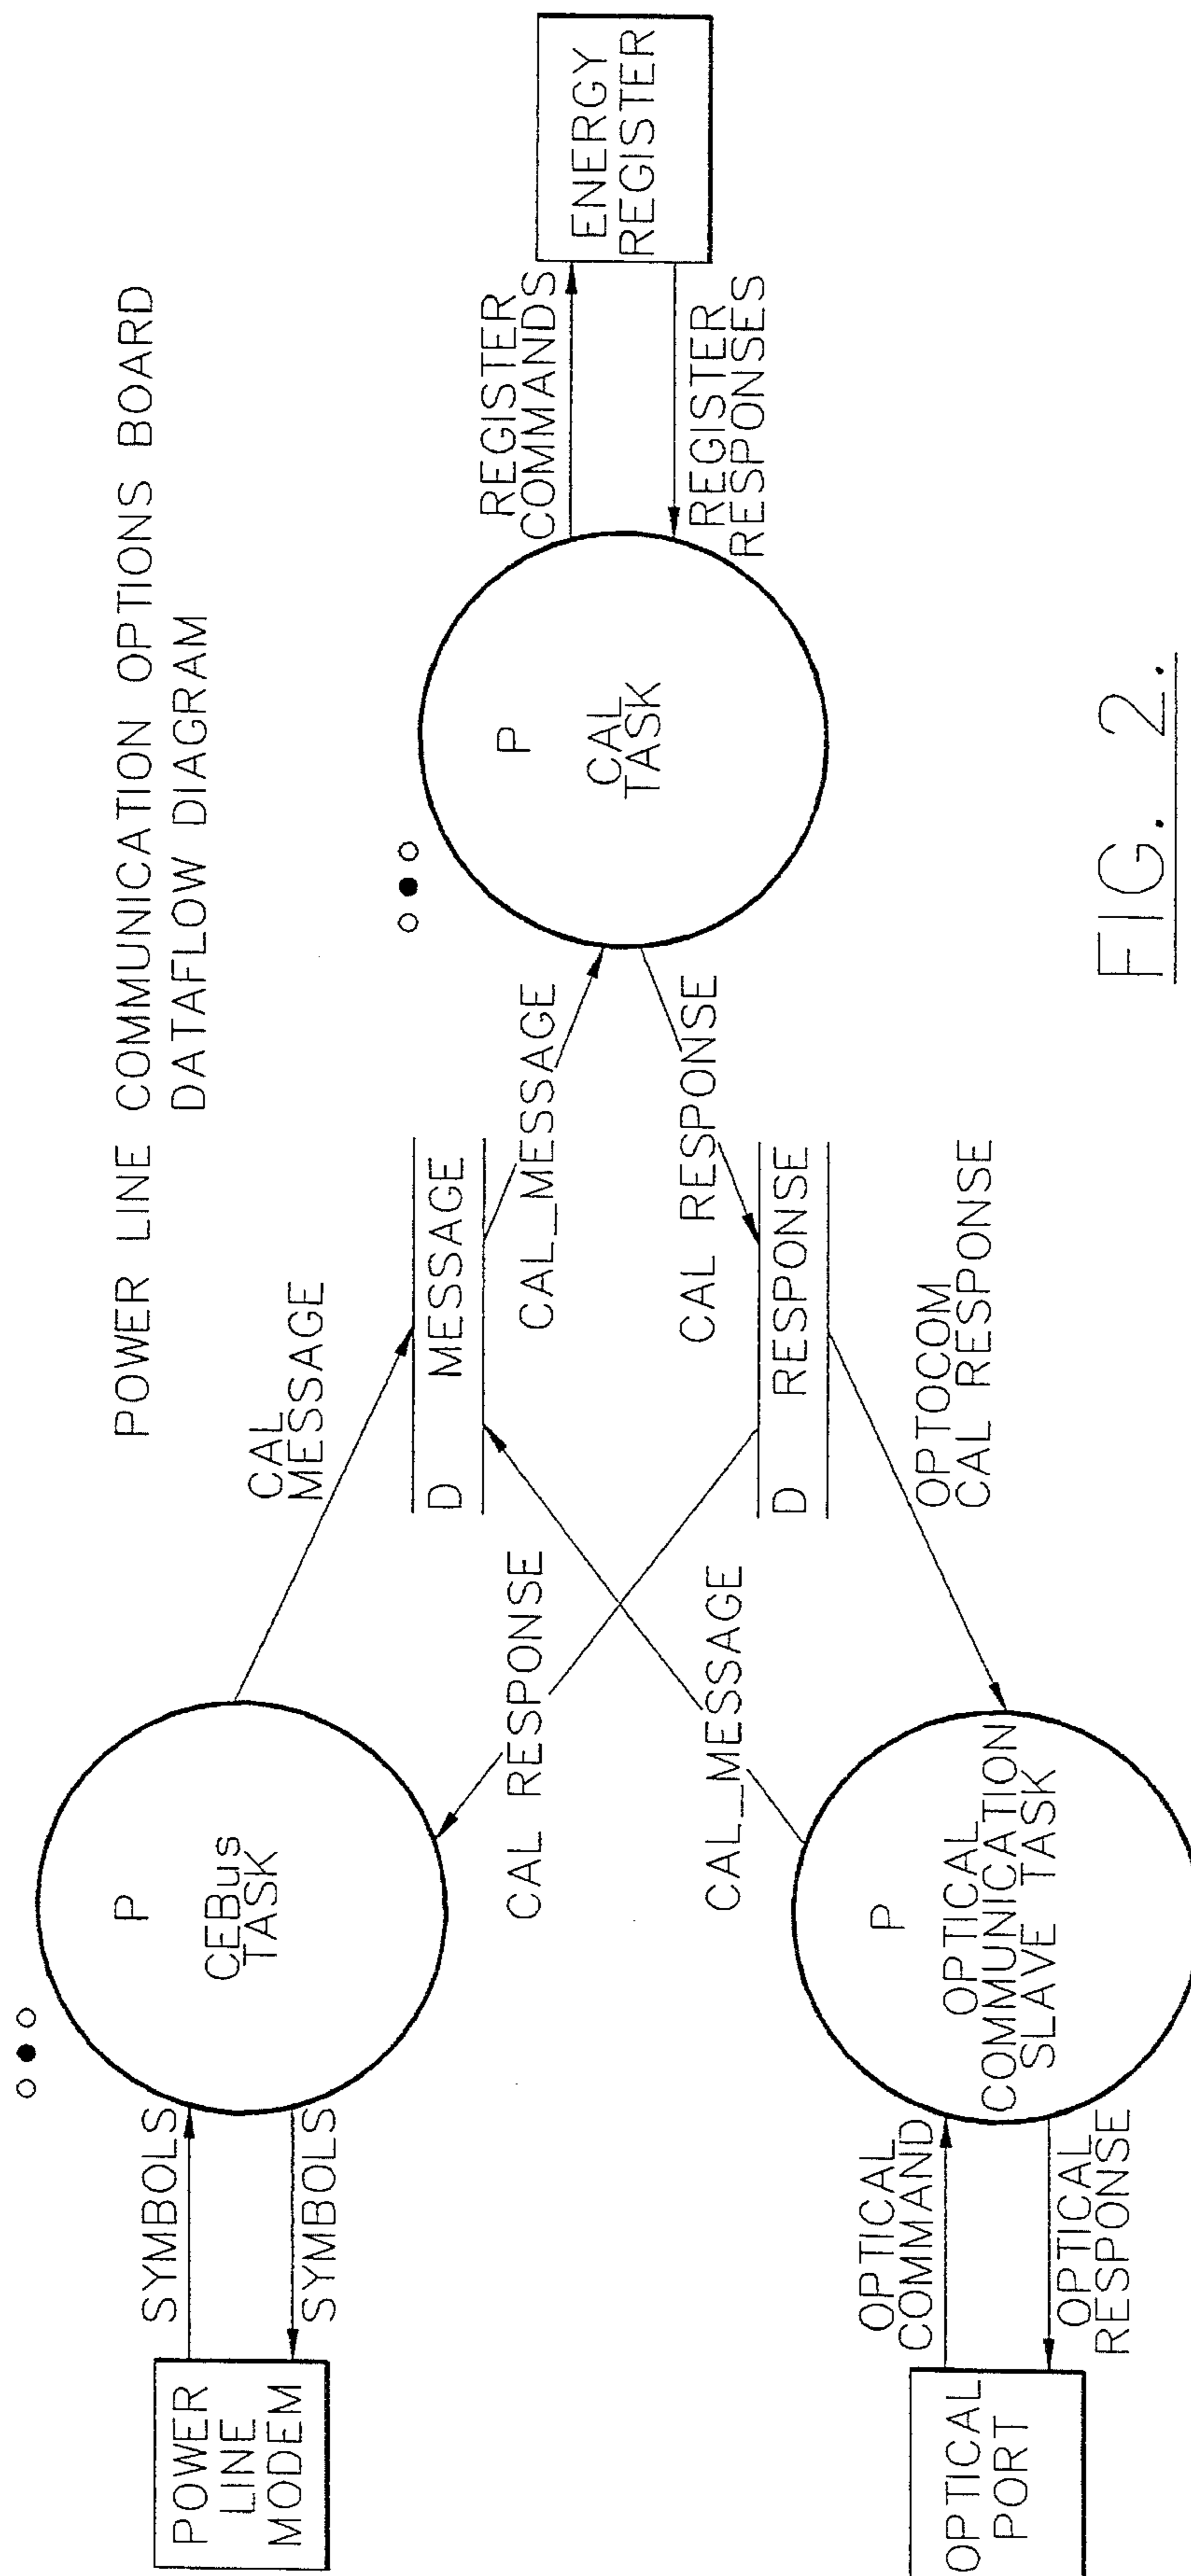 POWER LINE COMMUNICATION OPTIONS BOARD
DATAFLOW DIAGRAM
POWER
LINE
MODEM
SYMBOLS
SYMBOLS
P
CEBus
TASK
CAL
MESSAGE
CAL RESPONSE
D MESSAGE
CAL_MESSAGE
P
CAL
TASK
REGISTER
COMMANDS
REGISTER
RESPONSES
ENERGY
REGISTER
CAL RESPONSE
D RESPONSE
CAL_MESSAGE
OPTOCOM
CAL RESPONSE
OPTICAL
PORT
OPTICAL
COMMAND
OPTICAL
RESPONSE
P
OPTICAL
COMMUNICATION
SLAVE TASK
FIG. 2.